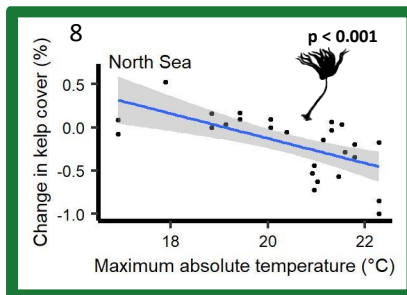 8
p < 0.001
North Sea
Change in kelp cover (%)
0.5
0.0
-0.5
-1.0
18
20
22
Maximum absolute temperature (°C)